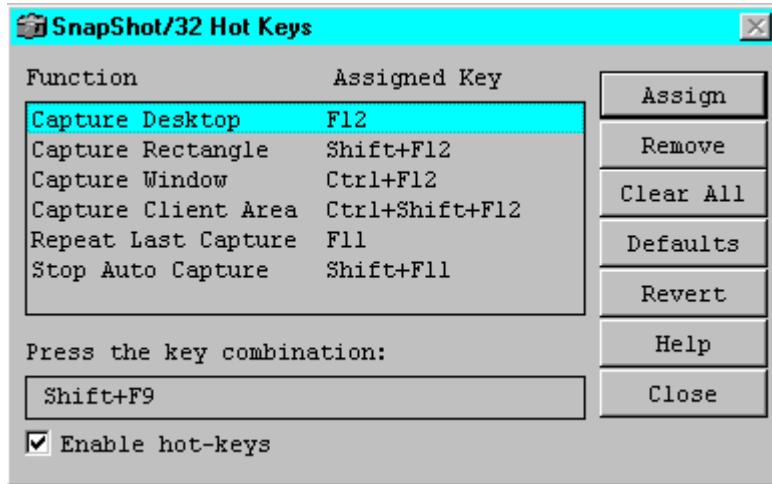 SnapShot/32 Hot Keys
Function Assigned Key
Capture Desktop F12
Capture Rectangle Shift+F12
Capture Window Ctrl+F12
Capture Client Area Ctrl+Shift+F12
Repeat Last Capture F11
Stop Auto Capture Shift+F11
Press the key combination:
Shift+F9
Enable hot-keys
Assign
Remove
Clear All
Defaults
Revert
Help
Close